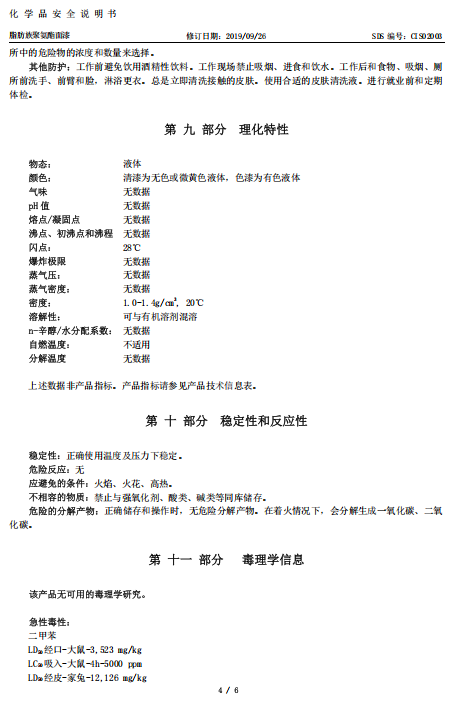 化 学 品 安 全 说 明 书
脂肪族聚氨酯面漆 修订日期: 2019/09/26 SDS 编号: CIS02003
所中的危险物的浓度和数量来选择。
其他防护: 工作前避免饮用酒精性饮料。工作现场禁止吸烟、进食和饮水。工作后和食物、吸烟、厕
所前洗手、前臂和脸，淋浴更衣。总是立即清洗接触的皮肤。使用合适的皮肤清洗液。进行就业前和定期
体检。
第 九 部分 理化特性
物态: 液体
颜色: 清漆为无色或微黄色液体，色漆为有色液体
气味 无数据
pH 值 无数据
熔点/凝固点 无数据
沸点、初沸点和沸程 无数据
闪点: 28℃
爆炸极限 无数据
蒸气压: 无数据
蒸气密度: 无数据
密度: 1.0-1.4g/cm³, 20℃
溶解性: 可与有机溶剂混溶
n-辛醇/水分配系数: 无数据
自燃温度: 不适用
分解温度 无数据
上述数据非产品指标。产品指标请参见产品技术信息表。
第 十 部分 稳定性和反应性
稳定性: 正确使用温度及压力下稳定。
危险反应: 无
应避免的条件: 火焰、火花、高热。
不相容的物质: 禁止与强氧化剂、酸类、碱类等同库储存。
危险的分解产物: 正确储存和操作时，无危险分解产物。在着火情况下，会分解生成一氧化碳、二氧
化碳。
第 十一 部分 毒理学信息
该产品无可用的毒理学研究。
急性毒性:
二甲苯
LD₅₀经口-大鼠-3,523 mg/kg
LC₅₀吸入-大鼠-4h-5000 ppm
LD₅₀经皮-家兔-12,126 mg/kg
4 / 6